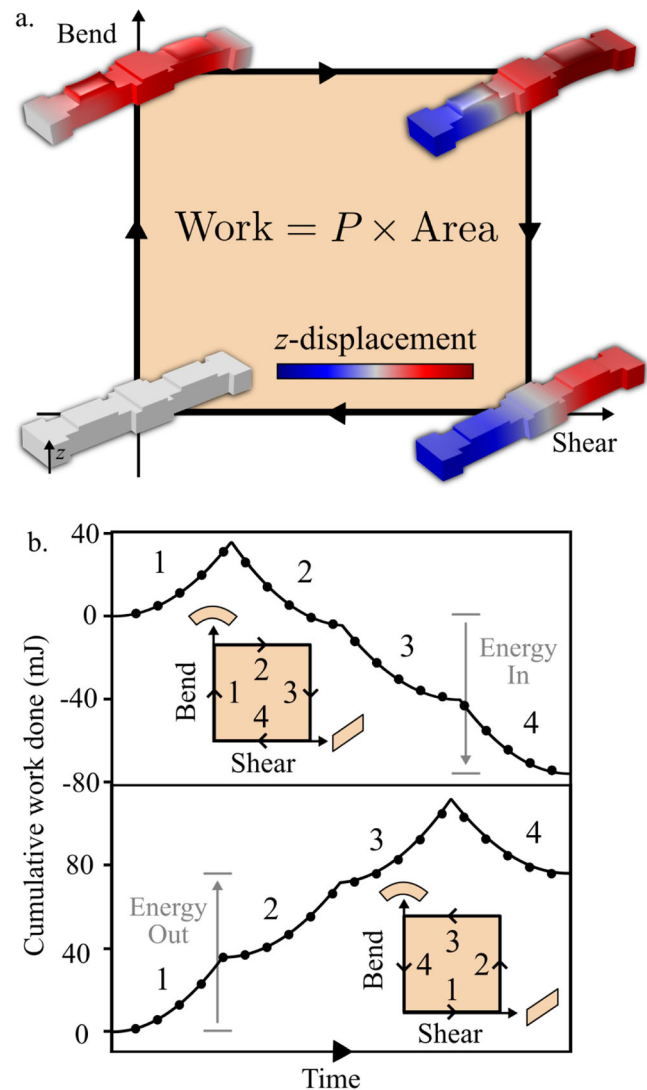 a.
Bend
Work = P × Area
z-displacement
z
Shear
b.
Cumulative work done (mJ)
40
0
-40
-80
1
2
3
4
Energy
In
Bend
1
2
3
4
Shear
80
40
0
1
2
3
4
Energy
Out
Bend
3
4
2
1
Shear
Time